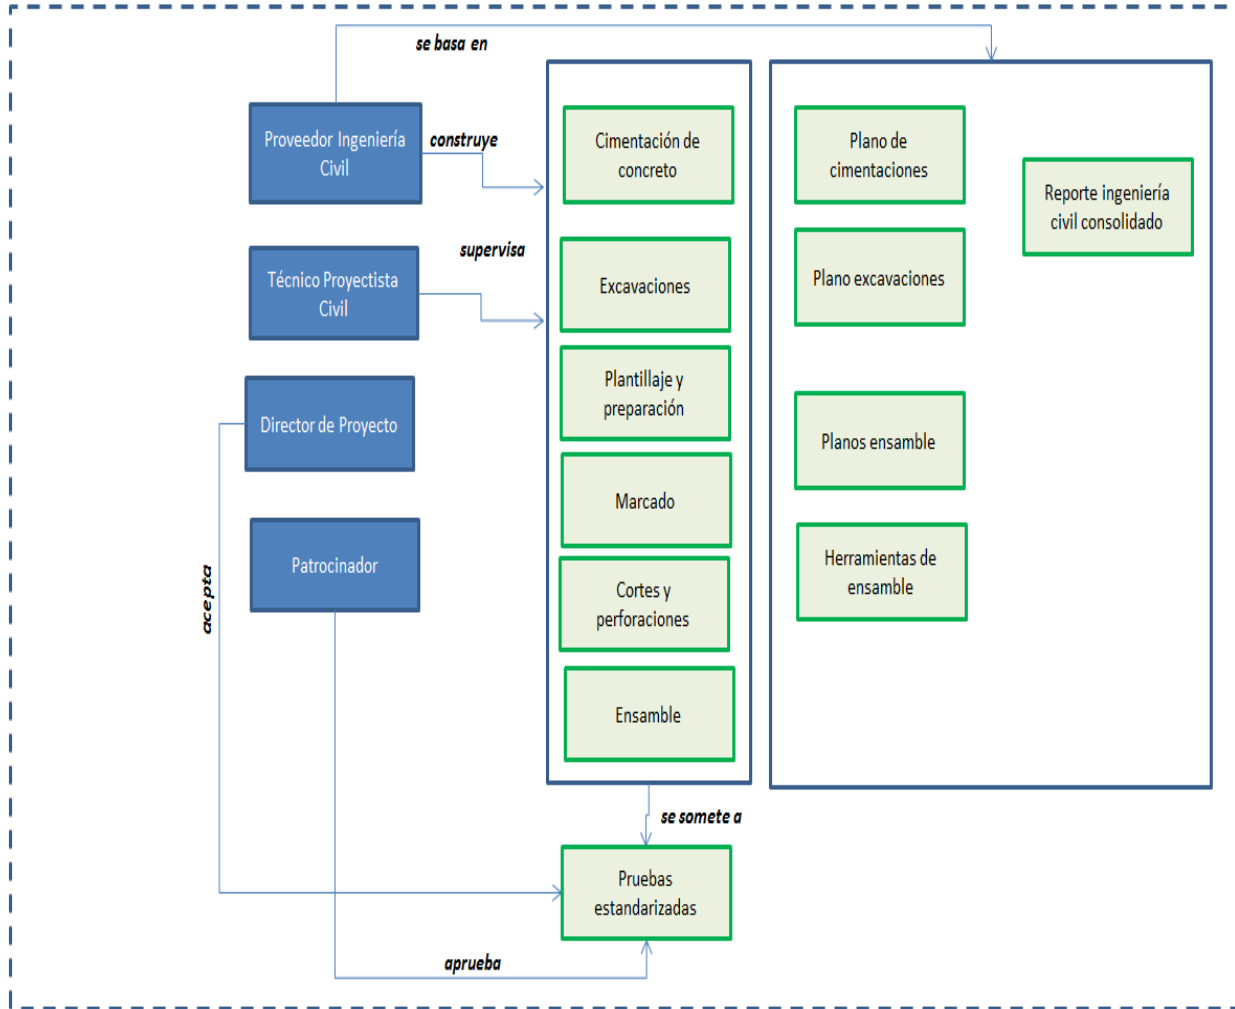 se basa en
Proveedor Ingeniería
Civil
construye
Técnico Proyectista
Civil
supervisa
Director de Proyecto
Patrocinador
acepta
Cimentación de
concreto
Excavaciones
Plantillaje y
preparación
Marcado
Cortes y
perforaciones
Ensamble
Plano de
cimentaciones
Plano excavaciones
Planos ensamble
Herramientas de
ensamble
Reporte ingeniería
civil consolidado
se somete a
Pruebas
estandarizadas
aprueba